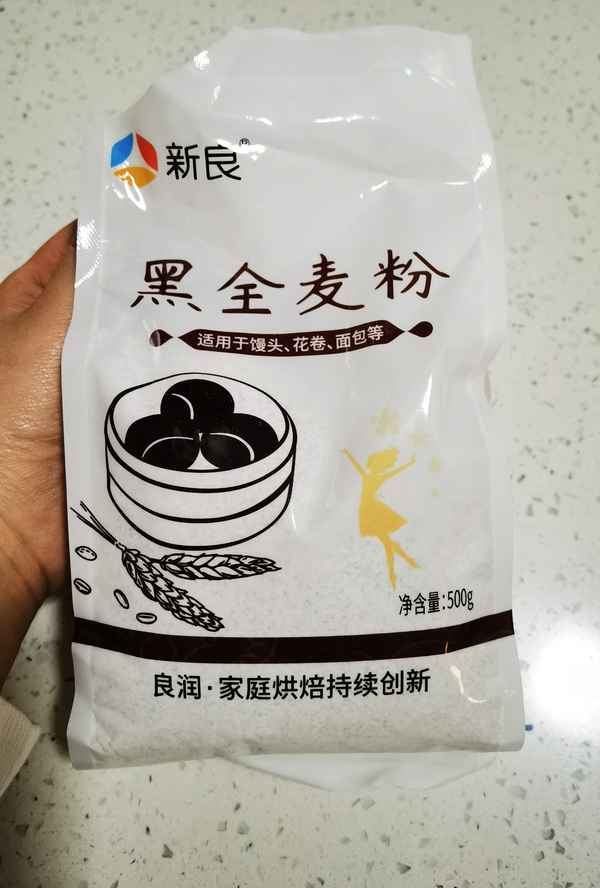 新良®
黑全麦粉
适用于馒头、花卷、面包等
净含量:500g
良润·家庭烘焙持续创新